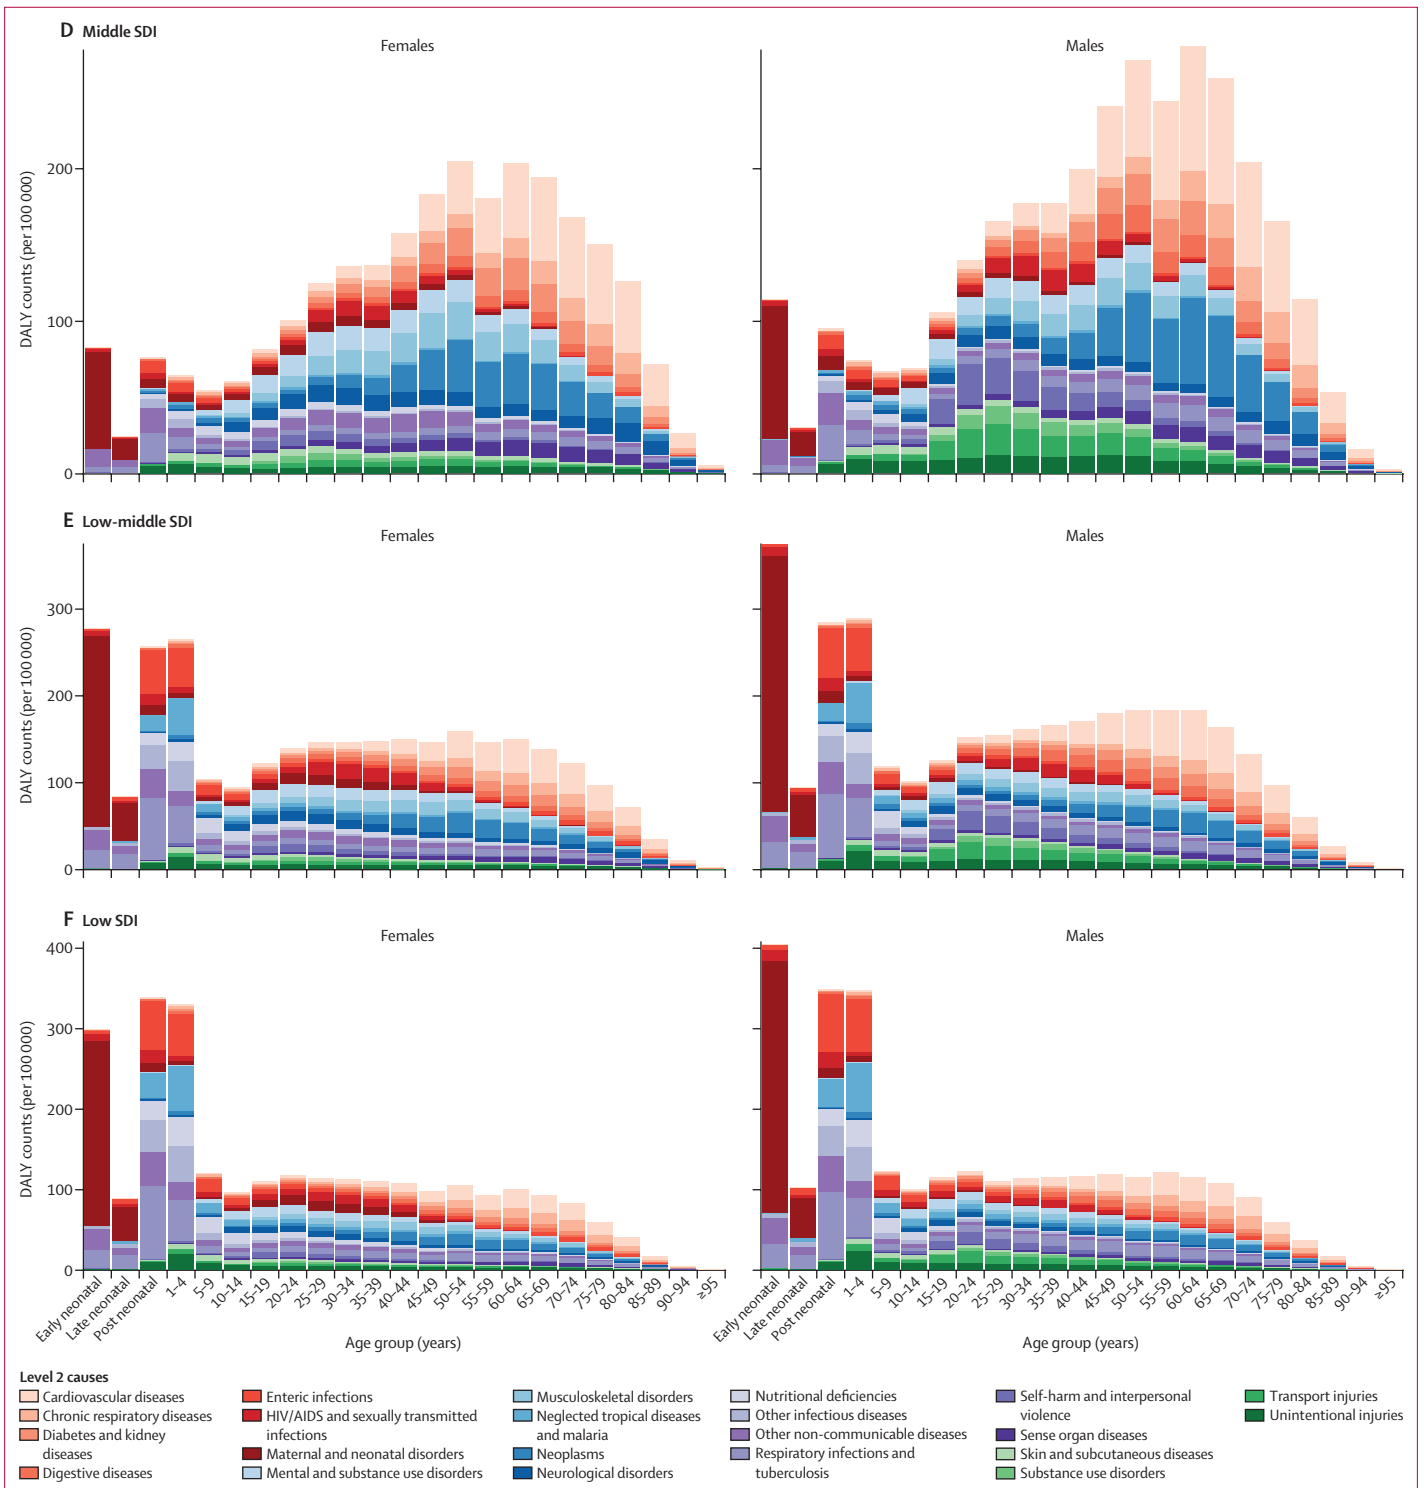 D Middle SDI
Females
Males
DALY counts (per 100 000)
200
100
0
E Low-middle SDI
Females
Males
DALY counts (per 100 000)
300
200
100
0
F Low SDI
Females
Males
DALY counts (per 100 000)
400
300
200
100
0
Early neonatal
Late neonatal
Post neonatal
1–4
5–9
10–14
15–19
20–24
25–29
30–34
35–39
40–44
45–49
50–54
55–59
60–64
65–69
70–74
75–79
80–84
85–89
90–94
≥95
Early neonatal
Late neonatal
Post neonatal
1–4
5–9
10–14
15–19
20–24
25–29
30–34
35–39
40–44
45–49
50–54
55–59
60–64
65–69
70–74
75–79
80–84
85–89
90–94
≥95
Age group (years)
Age group (years)
Level 2 causes
Cardiovascular diseases
Chronic respiratory diseases
Diabetes and kidney
diseases
Digestive diseases
Enteric infections
HIV/AIDS and sexually transmitted
infections
Maternal and neonatal disorders
Mental and substance use disorders
Musculoskeletal disorders
Neglected tropical diseases
and malaria
Neoplasms
Neurological disorders
Nutritional deficiencies
Other infectious diseases
Other non-communicable diseases
Respiratory infections and
tuberculosis
Self-harm and interpersonal
violence
Sense organ diseases
Skin and subcutaneous diseases
Substance use disorders
Transport injuries
Unintentional injuries